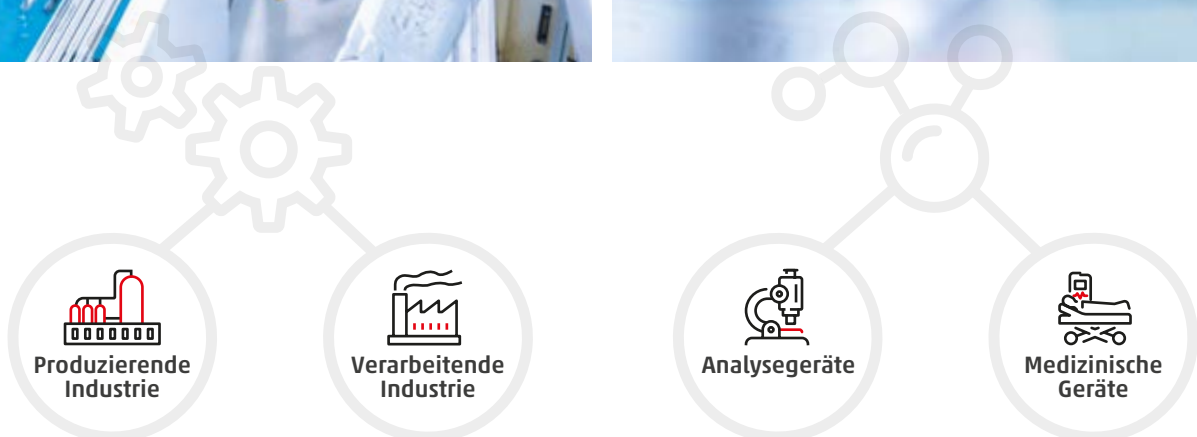 Produzierende
Industrie
Verarbeitende
Industrie
Analysegeräte
Medizinische
Geräte